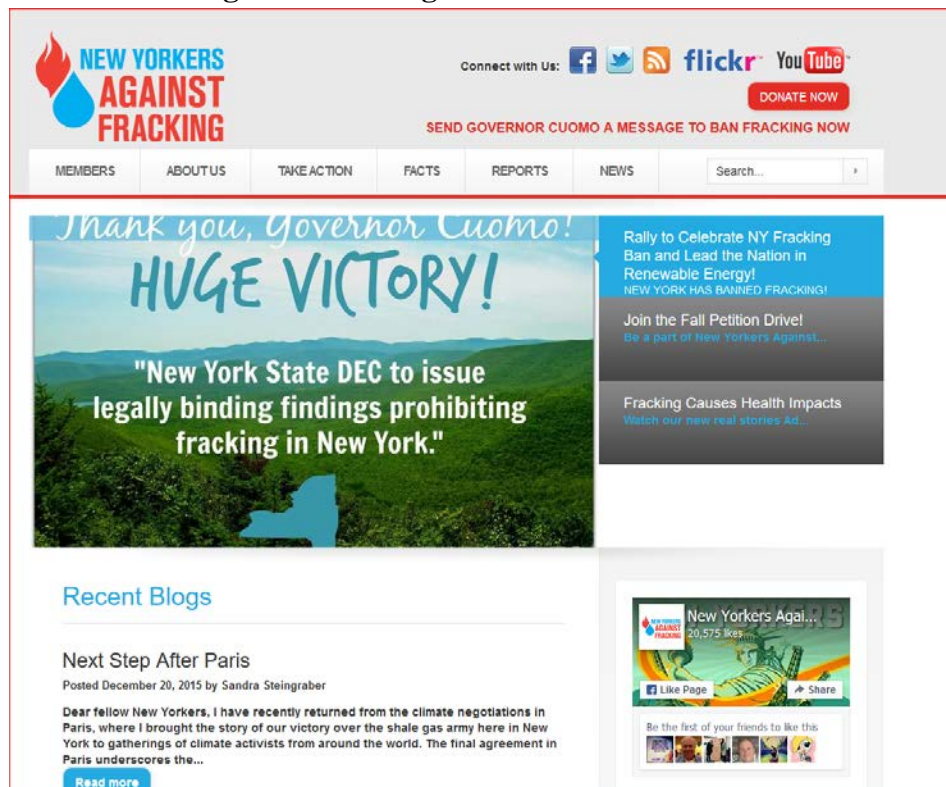 NEW YORKERS
AGAINST
FRACKING
Connect with Us:
flickr
You Tube
DONATE NOW
SEND GOVERNOR CUOMO A MESSAGE TO BAN FRACKING NOW
MEMBERS ABOUT US TAKE ACTION FACTS REPORTS NEWS Search...
Thank you, Governor Cuomo!
HUGE VICTORY!
"New York State DEC to issue
legally binding findings prohibiting
fracking in New York."
Rally to Celebrate NY Fracking
Ban and Lead the Nation in
Renewable Energy!
NEW YORK HAS BANNED FRACKING!
Join the Fall Petition Drive!
Be a part of New Yorkers Against...
Fracking Causes Health Impacts
Watch our new real stories Ad...
Recent Blogs
Next Step After Paris
Posted December 20, 2015 by Sandra Steingraber
Dear fellow New Yorkers, I have recently returned from the climate negotiations in
Paris, where I brought the story of our victory over the shale gas army here in New
York to gatherings of climate activists from around the world. The final agreement in
Paris underscores the...
Read more
NEW YORKERS
AGAINST
FRACKING
New Yorkers Agai...
20,575 likes
Like Page
Share
Be the first of your friends to like this